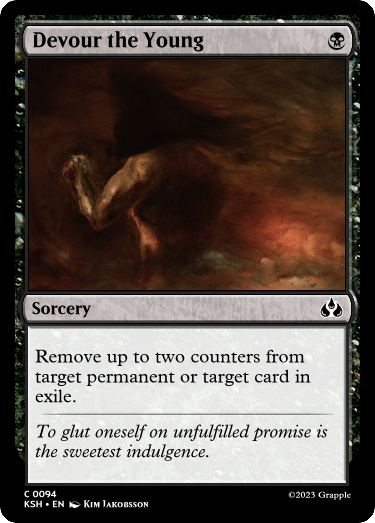 Devour the Young
Sorcery
Remove up to two counters from
target permanent or target card in
exile.
To glut oneself on unfulfilled promise is
the sweetest indulgence.
C 0094
KSH • EN Kim Jakobsson
©2023 Grapple